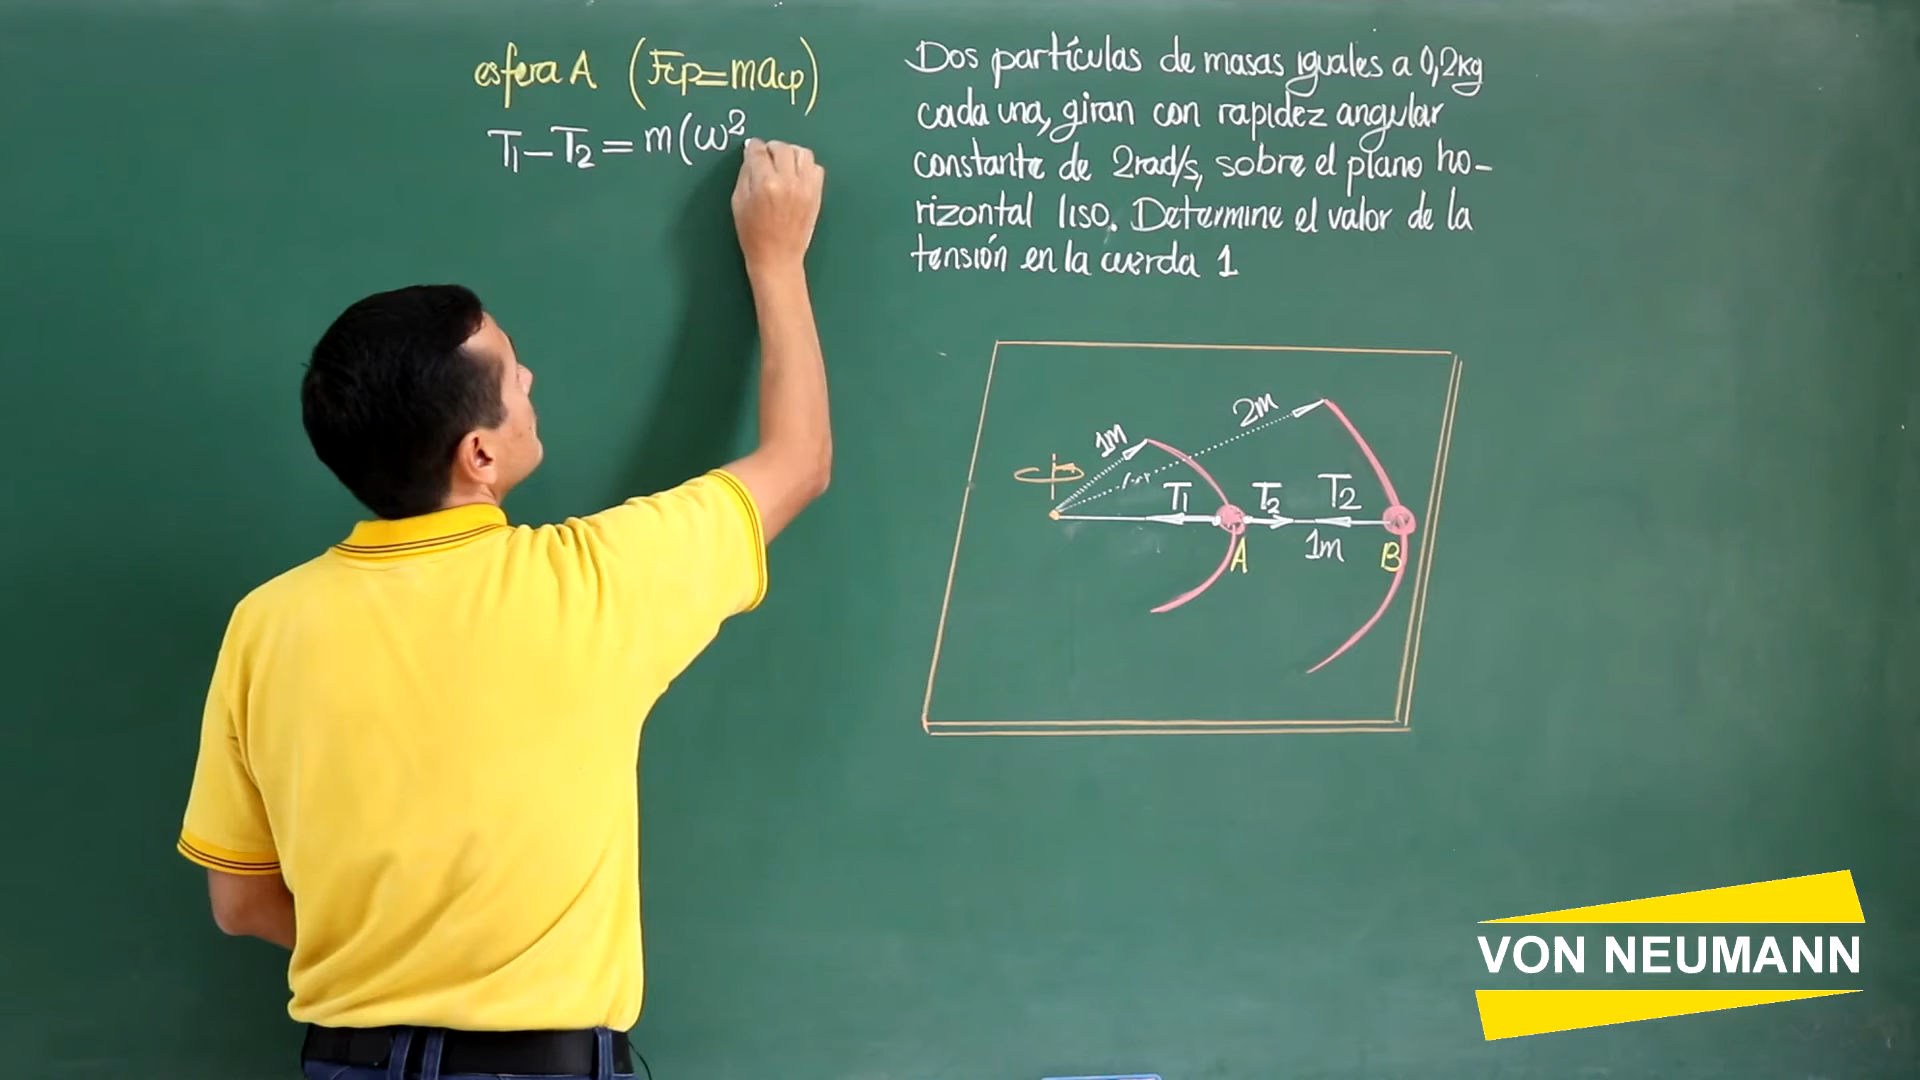 esfera A (Fcp=macp)
T1-T2=m(ω²
Dos partículas de masas iguales a 0,2kg
cada una, giran con rapidez angular
constante de 2rad/s, sobre el plano ho-
rizontal liso. Determine el valor de la
tensión en la cuerda 1
2m
1m
T1 T2 T2
A 1m B
VON NEUMANN